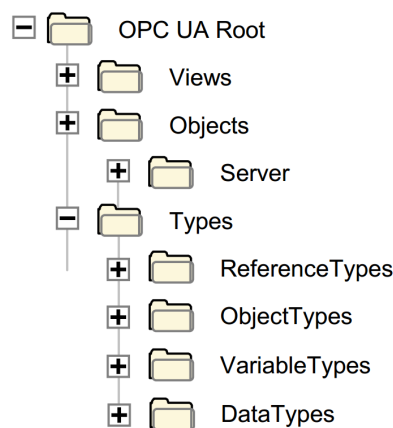 OPC UA Root
Views
Objects
Server
Types
ReferenceTypes
ObjectTypes
VariableTypes
DataTypes